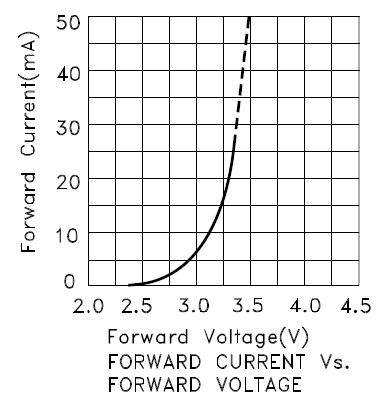 Forward Current(mA)
50
40
30
20
10
0
2.0 2.5 3.0 3.5 4.0 4.5
Forward Voltage(V)
FORWARD CURRENT Vs.
FORWARD VOLTAGE